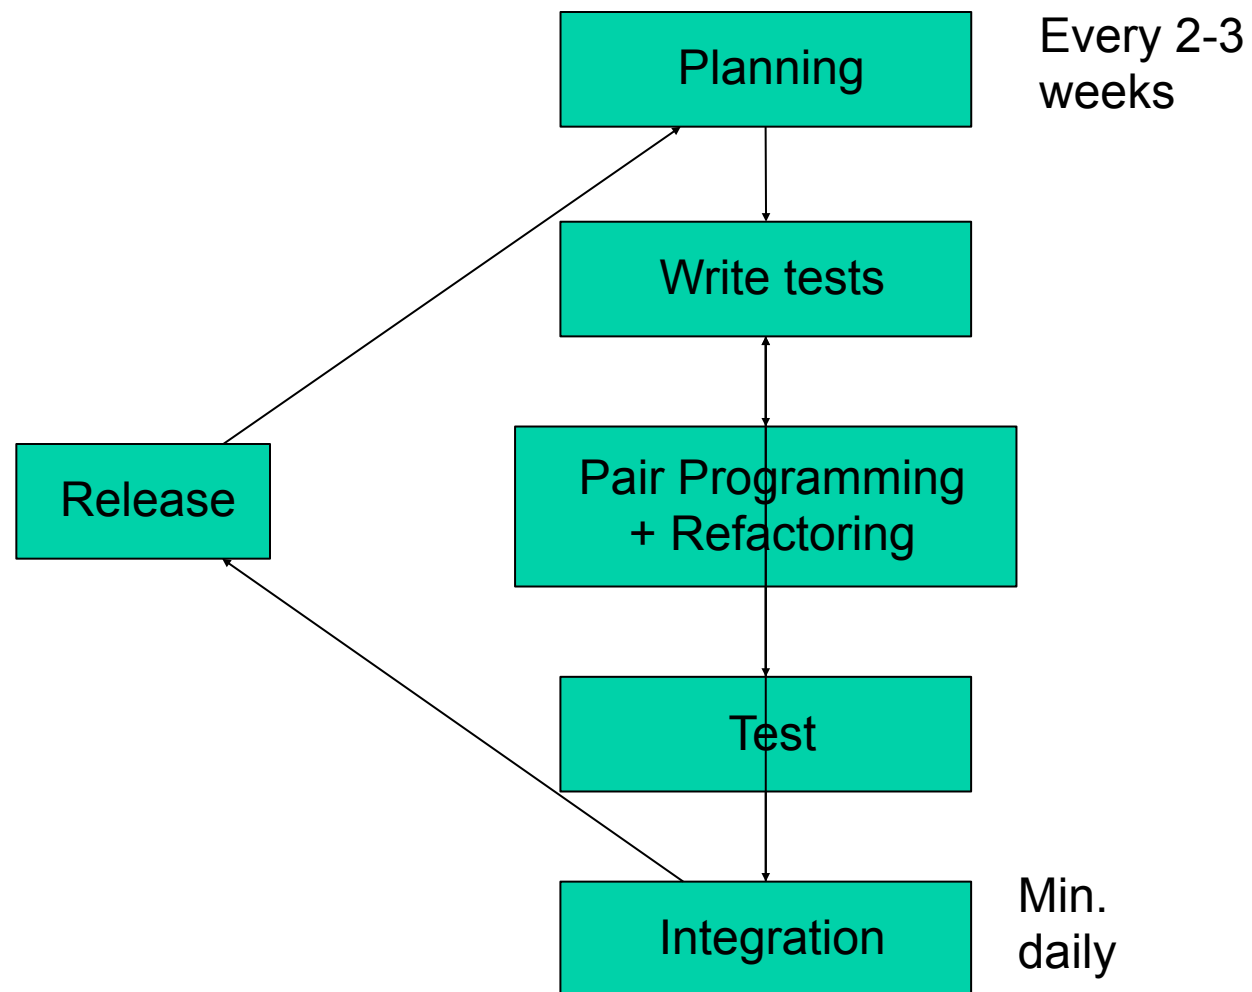 Planning
Every 2-3
weeks
Write tests
Pair Programming
+ Refactoring
Release
Test
Integration
Min.
daily